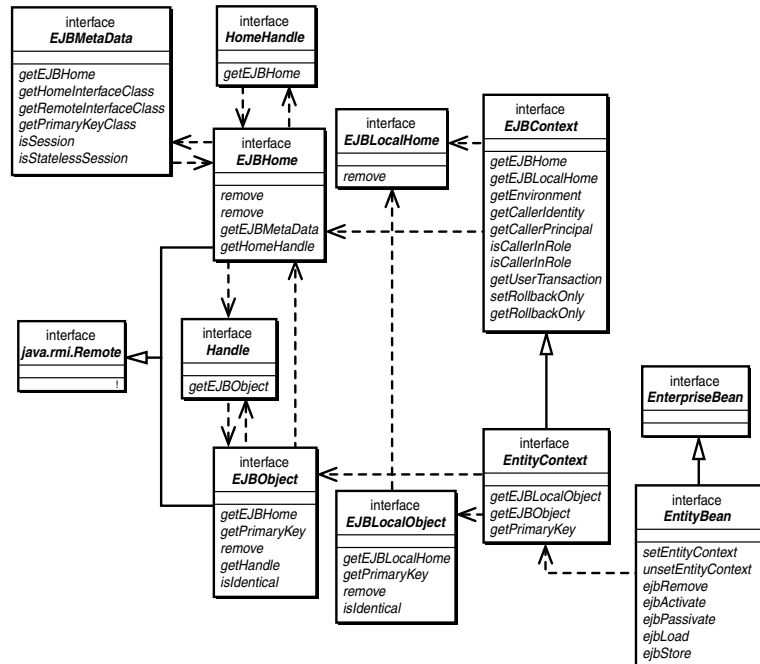 interface
EJBMetaData
getEJBHome
getHomeInterfaceClass
getRemoteInterfaceClass
getPrimaryKeyClass
isSession
isStatelessSession
interface
HomeHandle
getEJBHome
interface
EJBHome
remove
remove
getEJBMetaData
getHomeHandle
interface
EJBLocalHome
remove
interface
EJBContext
getEJBHome
getEJBLocalHome
getEnvironment
getCallerIdentity
getCallerPrincipal
isCallerInRole
isCallerInRole
getUserTransaction
setRollbackOnly
getRollbackOnly
interface
java.rmi.Remote
!
interface
Handle
getEJBObject
interface
EnterpriseBean
interface
EJBObject
getEJBHome
getPrimaryKey
remove
getHandle
isIdentical
interface
EJBLocalObject
getEJBLocalHome
getPrimaryKey
remove
isIdentical
interface
EntityContext
getEJBLocalObject
getEJBObject
getPrimaryKey
interface
EntityBean
setEntityContext
unsetEntityContext
ejbRemove
ejbActivate
ejbPassivate
ejbLoad
ejbStore